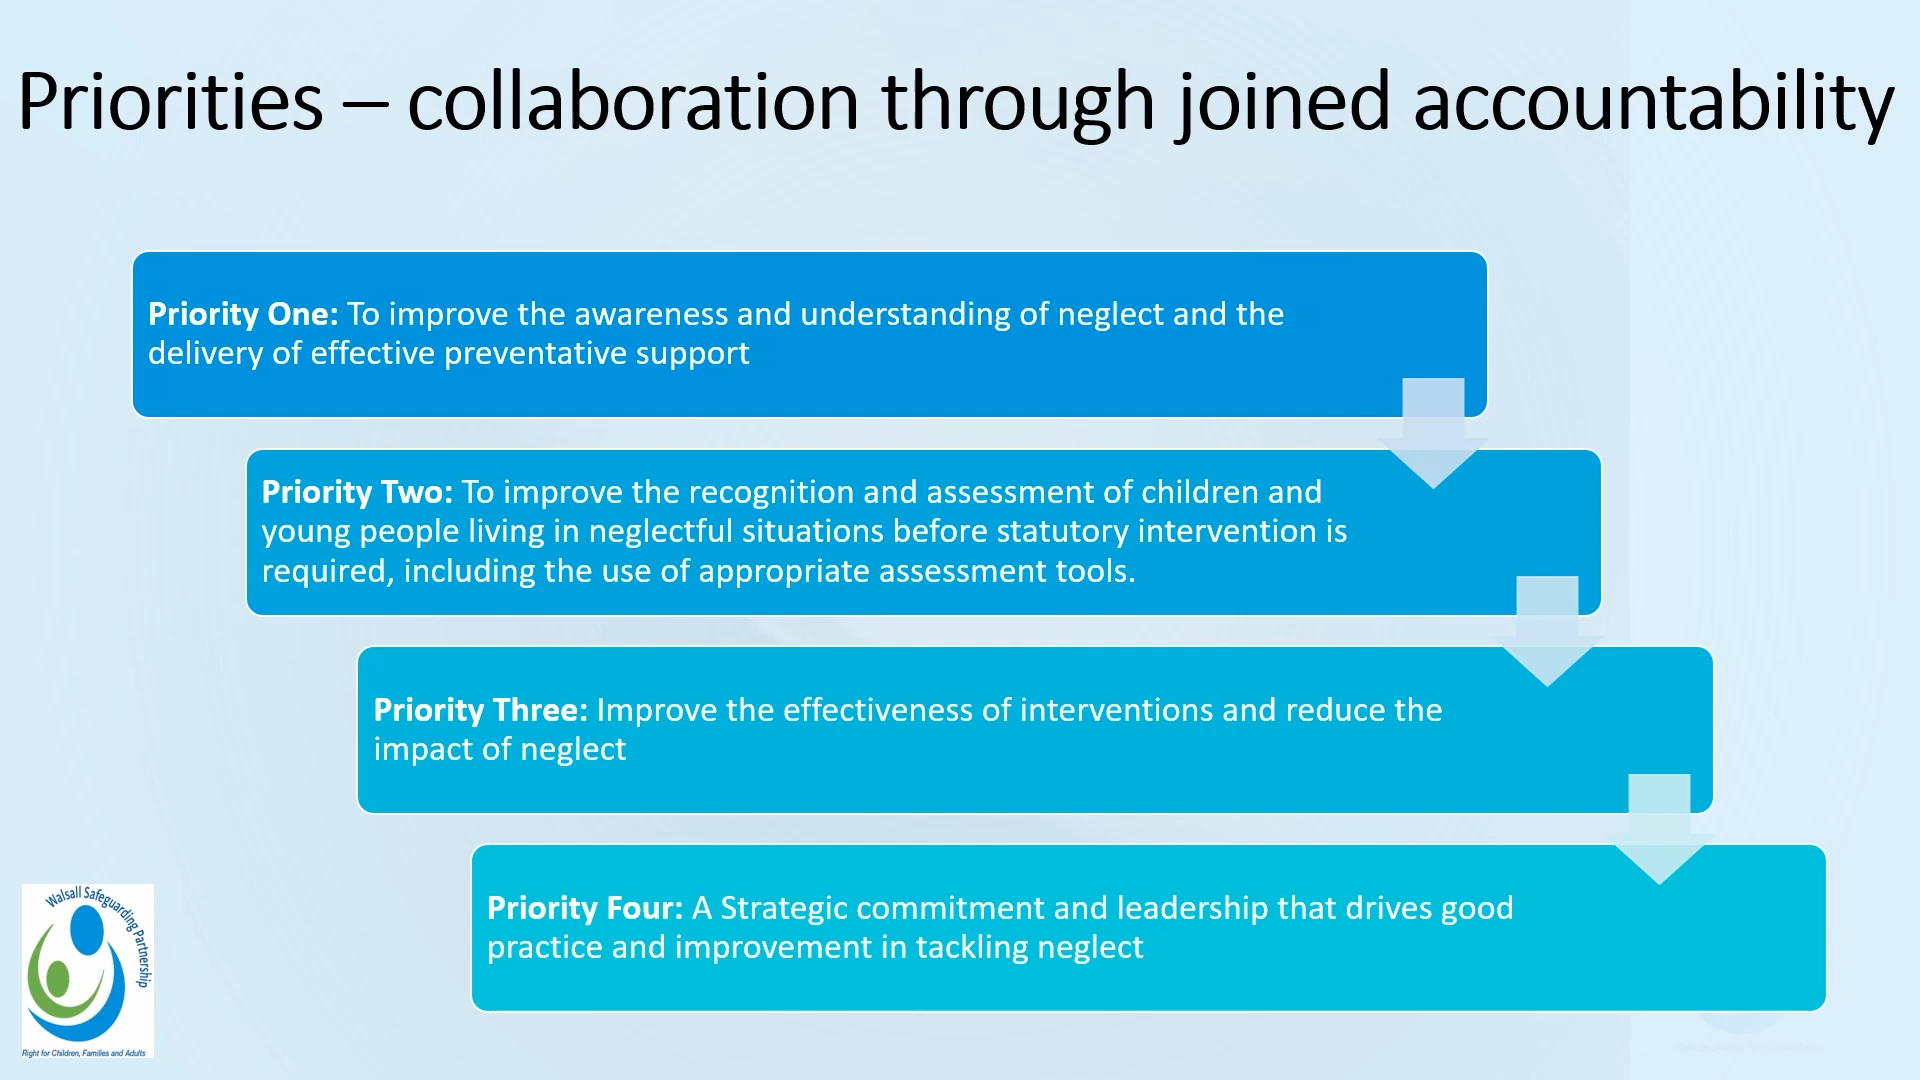 Priorities – collaboration through joined accountability
Priority One: To improve the awareness and understanding of neglect and the
delivery of effective preventative support
Priority Two: To improve the recognition and assessment of children and
young people living in neglectful situations before statutory intervention is
required, including the use of appropriate assessment tools.
Priority Three: Improve the effectiveness of interventions and reduce the
impact of neglect
Priority Four: A Strategic commitment and leadership that drives good
practice and improvement in tackling neglect
Walsall Safeguarding Partnership
Right for Children, Families and Adults